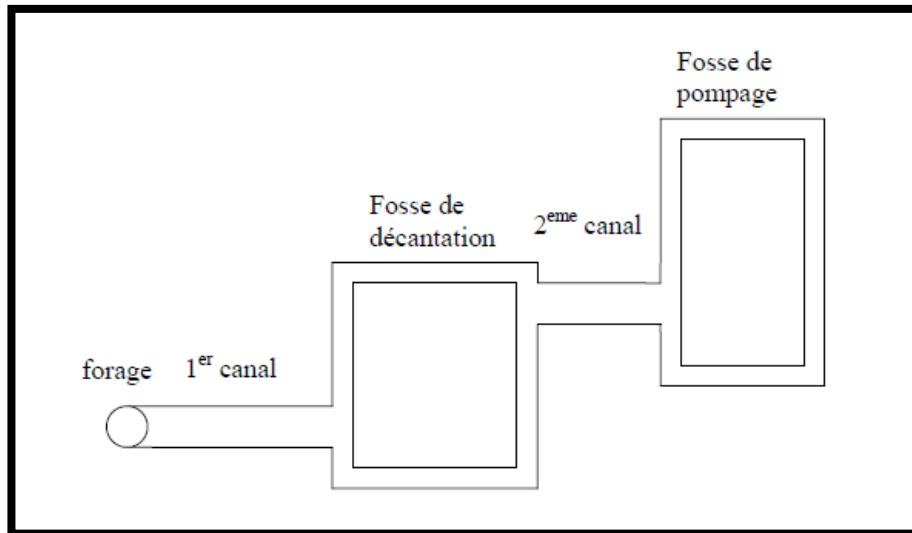 Fosse de
pompage
Fosse de
décantation
2eme canal
forage
1er canal